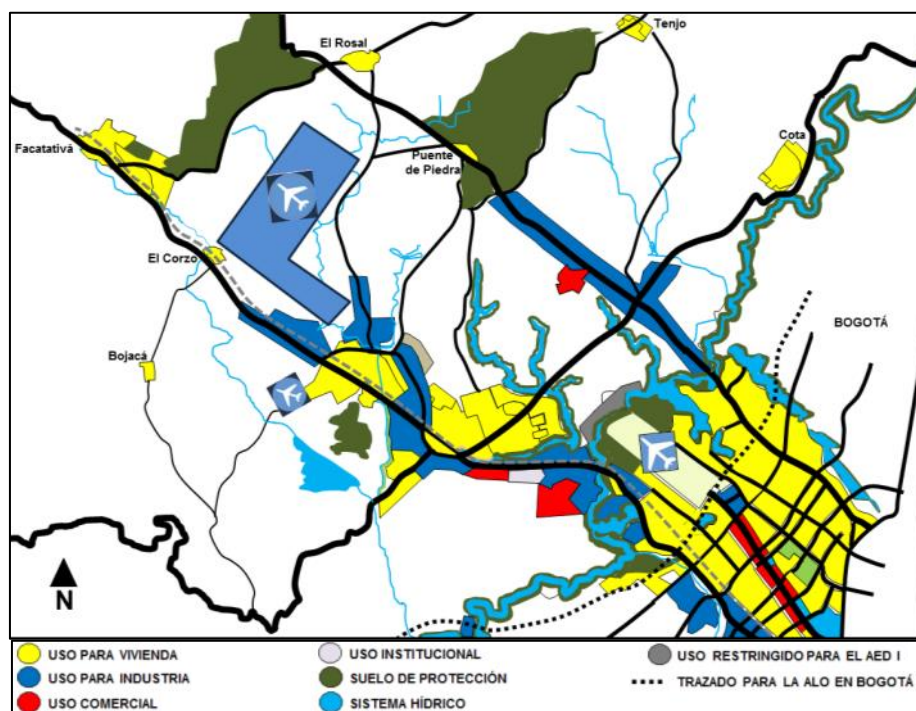 Tenjo
El Rosal
Facatativá
Puente
de Piedra
Cota
El Corzo
BOGOTÁ
Bojacá
N
USO PARA VIVIENDA
USO INSTITUCIONAL
USO RESTRINGIDO PARA EL AED I
USO PARA INDUSTRIA
SUELO DE PROTECCIÓN
TRAZADO PARA LA ALO EN BOGOTÁ
USO COMERCIAL
SISTEMA HÍDRICO